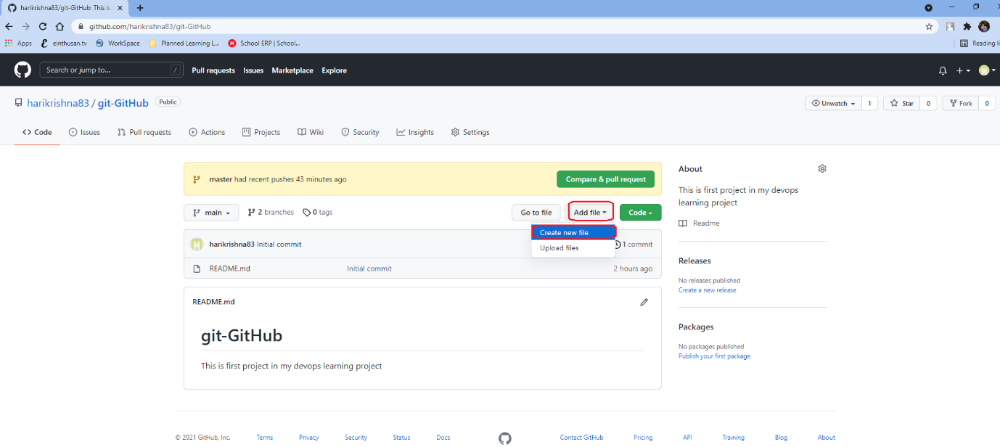 harikrishna83/git-GitHub: This is
github.com/harikrishna83/git-GitHub
Apps einthusan.tv WorkSpace Planned Learning L... School ERP | School... Reading li
Search or jump to... / Pull requests Issues Marketplace Explore
harikrishna83 / git-GitHub Public Unwatch 1 Star 0 Fork 0
Code Issues Pull requests Actions Projects Wiki Security Insights Settings
master had recent pushes 43 minutes ago Compare & pull request
main 2 branches 0 tags Go to file Add file Code
Create new file
Upload files
harikrishna83 Initial commit 1 commit
README.md Initial commit 2 hours ago
README.md
git-GitHub
This is first project in my devops learning project
About
This is first project in my devops
learning project
Readme
Releases
No releases published
Create a new release
Packages
No packages published
Publish your first package
© 2021 GitHub, Inc. Terms Privacy Security Status Docs Contact GitHub Pricing API Training Blog About